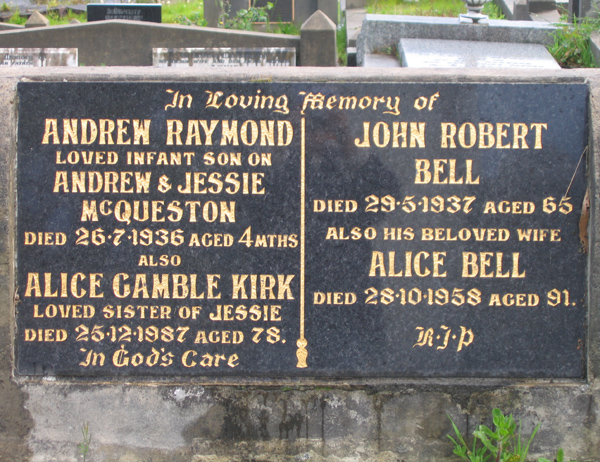 In Loving Memory of
ANDREW RAYMOND
LOVED INFANT SON ON
ANDREW & JESSIE
McQUESTON
DIED 26·7·1936 AGED 4 MTHS
ALSO
ALICE GAMBLE KIRK
LOVED SISTER OF JESSIE
DIED 25·12·1987 AGED 78.
In God's Care
JOHN ROBERT
BELL
DIED 29·5·1937 AGED 65
ALSO HIS BELOVED WIFE
ALICE BELL
DIED 28·10·1958 AGED 91.
R·I·P